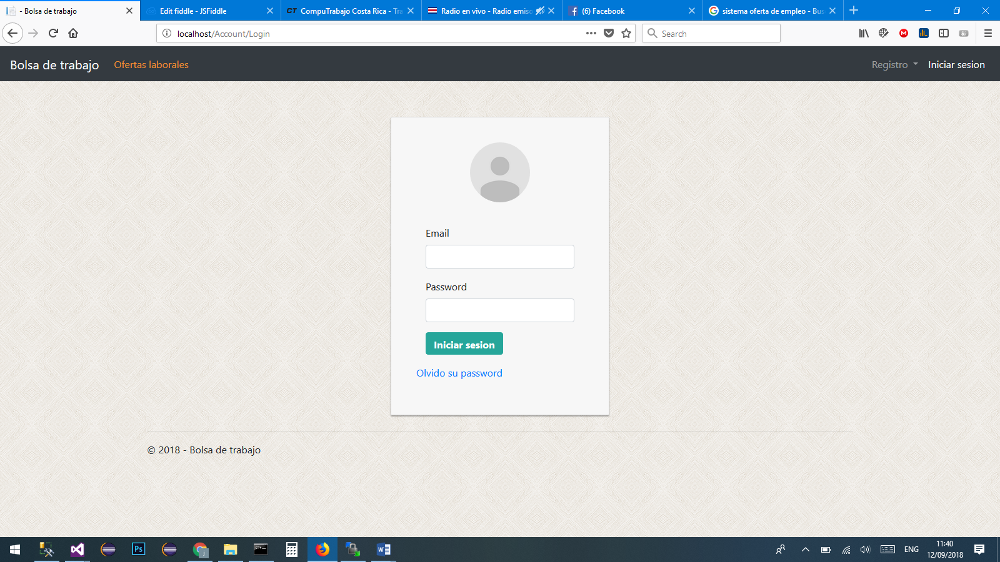 - Bolsa de trabajo
Edit fiddle - JSFiddle
CT CompuTrabajo Costa Rica - Tra
Radio en vivo - Radio emiso
(6) Facebook
sistema oferta de empleo - Bus
localhost/Account/Login
Search
Bolsa de trabajo
Ofertas laborales
Registro
Iniciar sesion
Email
Password
Iniciar sesion
Olvido su password
© 2018 - Bolsa de trabajo
Ps
ENG
11:40
12/09/2018